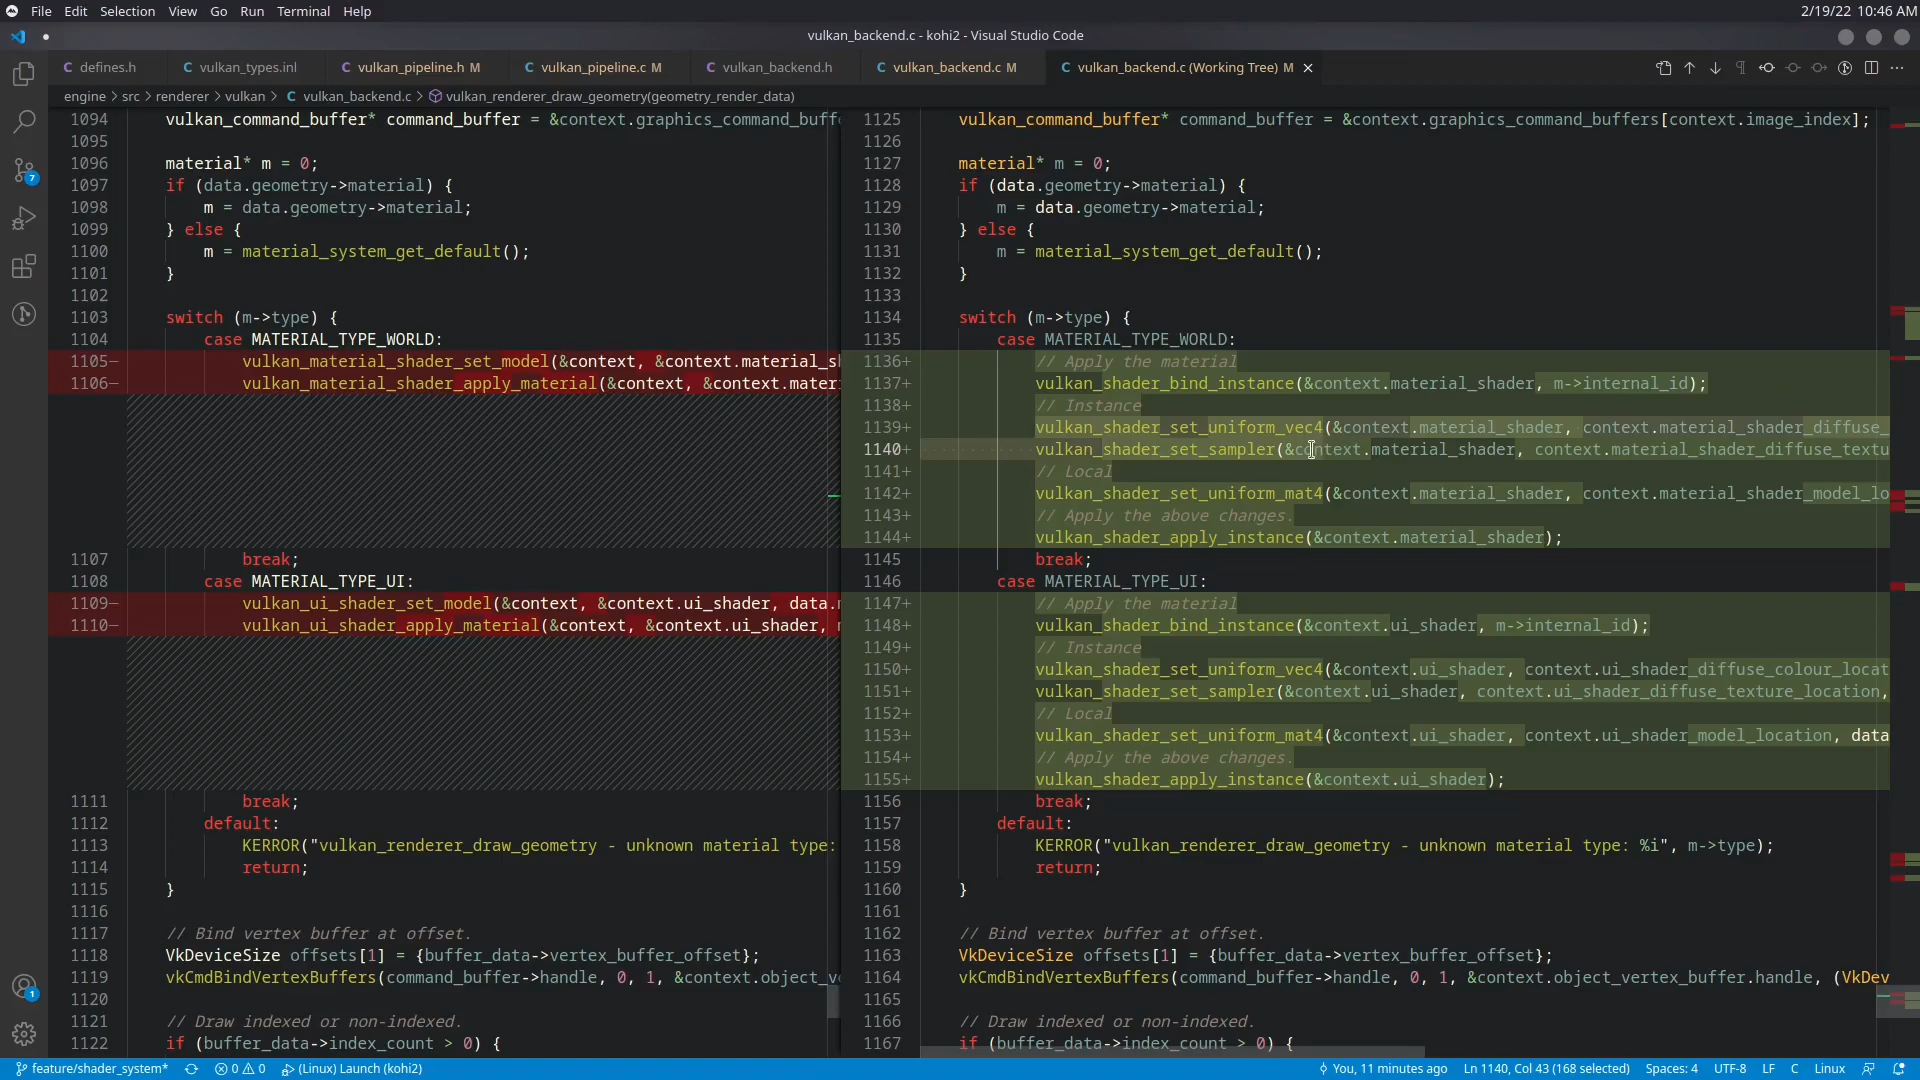 File Edit Selection View Go Run Terminal Help
2/19/22 10:46 AM
vulkan_backend.c - kohi2 - Visual Studio Code
C defines.h
C vulkan_types.inl
C vulkan_pipeline.h M
C vulkan_pipeline.c M
C vulkan_backend.h
C vulkan_backend.c M
C vulkan_backend.c (Working Tree) M
engine > src > renderer > vulkan > C vulkan_backend.c > vulkan_renderer_draw_geometry(geometry_render_data)
1094 vulkan_command_buffer* command_buffer = &context.graphics_command_buff
1095
1096 material* m = 0;
1097 if (data.geometry->material) {
1098 m = data.geometry->material;
1099 } else {
1100 m = material_system_get_default();
1101 }
1102
1103 switch (m->type) {
1104 case MATERIAL_TYPE_WORLD:
1105− vulkan_material_shader_set_model(&context, &context.material_s
1106− vulkan_material_shader_apply_material(&context, &context.mater
1107 break;
1108 case MATERIAL_TYPE_UI:
1109− vulkan_ui_shader_set_model(&context, &context.ui_shader, data.
1110− vulkan_ui_shader_apply_material(&context, &context.ui_shader,
1111 break;
1112 default:
1113 KERROR("vulkan_renderer_draw_geometry - unknown material type:
1114 return;
1115 }
1116
1117 // Bind vertex buffer at offset.
1118 VkDeviceSize offsets[1] = {buffer_data->vertex_buffer_offset};
1119 vkCmdBindVertexBuffers(command_buffer->handle, 0, 1, &context.object_v
1120
1121 // Draw indexed or non-indexed.
1122 if (buffer_data->index_count > 0) {
1125 vulkan_command_buffer* command_buffer = &context.graphics_command_buffers[context.image_index];
1126
1127 material* m = 0;
1128 if (data.geometry->material) {
1129 m = data.geometry->material;
1130 } else {
1131 m = material_system_get_default();
1132 }
1133
1134 switch (m->type) {
1135 case MATERIAL_TYPE_WORLD:
1136+ // Apply the material
1137+ vulkan_shader_bind_instance(&context.material_shader, m->internal_id);
1138+ // Instance
1139+ vulkan_shader_set_uniform_vec4(&context.material_shader, context.material_shader_diffuse_
1140+ vulkan_shader_set_sampler(&context.material_shader, context.material_shader_diffuse_textu
1141+ // Local
1142+ vulkan_shader_set_uniform_mat4(&context.material_shader, context.material_shader_model_lo
1143+ // Apply the above changes.
1144+ vulkan_shader_apply_instance(&context.material_shader);
1145 break;
1146 case MATERIAL_TYPE_UI:
1147+ // Apply the material
1148+ vulkan_shader_bind_instance(&context.ui_shader, m->internal_id);
1149+ // Instance
1150+ vulkan_shader_set_uniform_vec4(&context.ui_shader, context.ui_shader_diffuse_colour_locat
1151+ vulkan_shader_set_sampler(&context.ui_shader, context.ui_shader_diffuse_texture_location,
1152+ // Local
1153+ vulkan_shader_set_uniform_mat4(&context.ui_shader, context.ui_shader_model_location, data
1154+ // Apply the above changes.
1155+ vulkan_shader_apply_instance(&context.ui_shader);
1156 break;
1157 default:
1158 KERROR("vulkan_renderer_draw_geometry - unknown material type: %i", m->type);
1159 return;
1160 }
1161
1162 // Bind vertex buffer at offset.
1163 VkDeviceSize offsets[1] = {buffer_data->vertex_buffer_offset};
1164 vkCmdBindVertexBuffers(command_buffer->handle, 0, 1, &context.object_vertex_buffer.handle, (VkDev
1165
1166 // Draw indexed or non-indexed.
1167 if (buffer_data->index_count > 0) {
7
1
feature/shader_system* 0 0 (Linux) Launch (kohi2)
You, 11 minutes ago Ln 1140, Col 43 (168 selected) Spaces: 4 UTF-8 LF C Linux